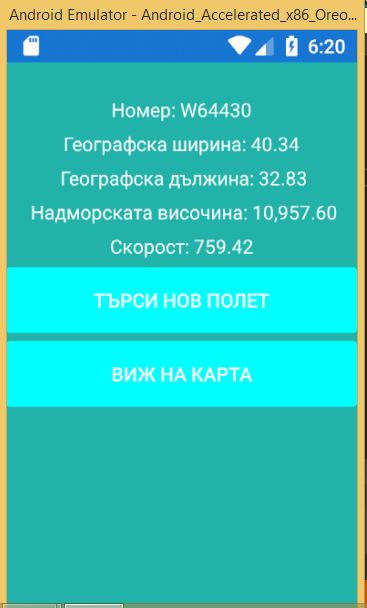 Android Emulator - Android_Accelerated_x86_Oreo...
6:20
Номер: W64430
Географска ширина: 40.34
Географска дължина: 32.83
Надморската височина: 10,957.60
Скорост: 759.42
ТЪРСИ НОВ ПОЛЕТ
ВИЖ НА КАРТА